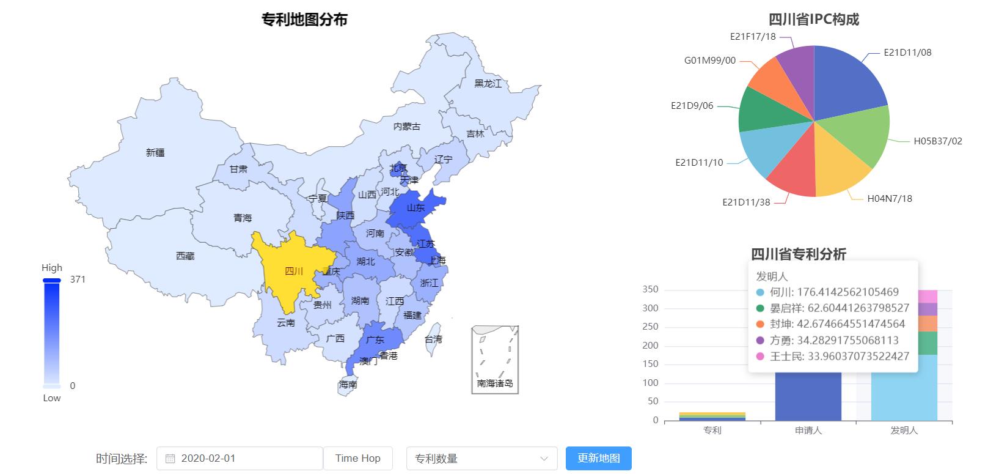 专利地图分布
黑龙江
内蒙古
吉林
新疆
辽宁
甘肃
北京
天津
宁夏
山西
河北
山东
陕西
青海
河南
江苏
西藏
安徽
上海
四川
重庆
湖北
浙江
贵州
湖南
江西
福建
云南
广西
广东
台湾
香港
澳门
海南
南海诸岛
High
371
0
Low
四川省IPC构成
E21F17/18
E21D11/08
G01M99/00
E21D9/06
H05B37/02
E21D11/10
E21D11/38
H04N7/18
四川省专利分析
发明人
何川: 176.4142562105469
晏启祥: 62.60441263798527
封坤: 42.674664551474564
方勇: 34.28291755068113
王士民: 33.96037073522427
350
300
250
200
150
100
50
0
专利
申请人
发明人
时间选择:
2020-02-01
Time Hop
专利数量
更新地图